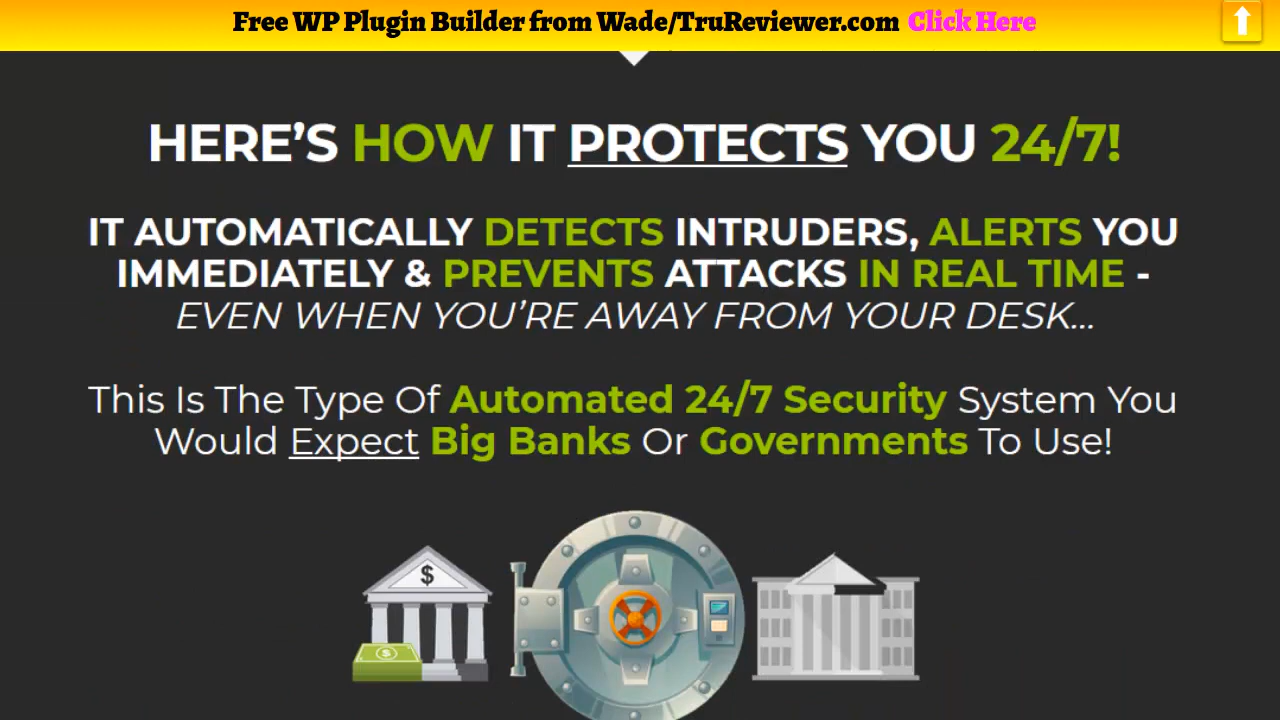 Free WP Plugin Builder from Wade/TruReviewer.com Click Here
HERE’S HOW IT PROTECTS YOU 24/7!
IT AUTOMATICALLY DETECTS INTRUDERS, ALERTS YOU
IMMEDIATELY & PREVENTS ATTACKS IN REAL TIME -
EVEN WHEN YOU’RE AWAY FROM YOUR DESK...
This Is The Type Of Automated 24/7 Security System You
Would Expect Big Banks Or Governments To Use!
$
$